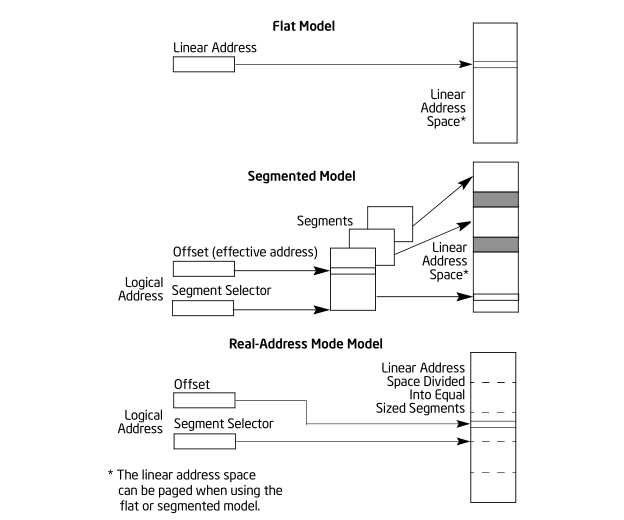 Flat Model
Linear Address
Linear
Address
Space*
Segmented Model
Segments
Offset (effective address)
Logical
Address
Segment Selector
Linear
Address
Space*
Real-Address Mode Model
Linear Address
Space Divided
Into Equal
Sized Segments
Offset
Logical
Address
Segment Selector
* The linear address space
can be paged when using the
flat or segmented model.